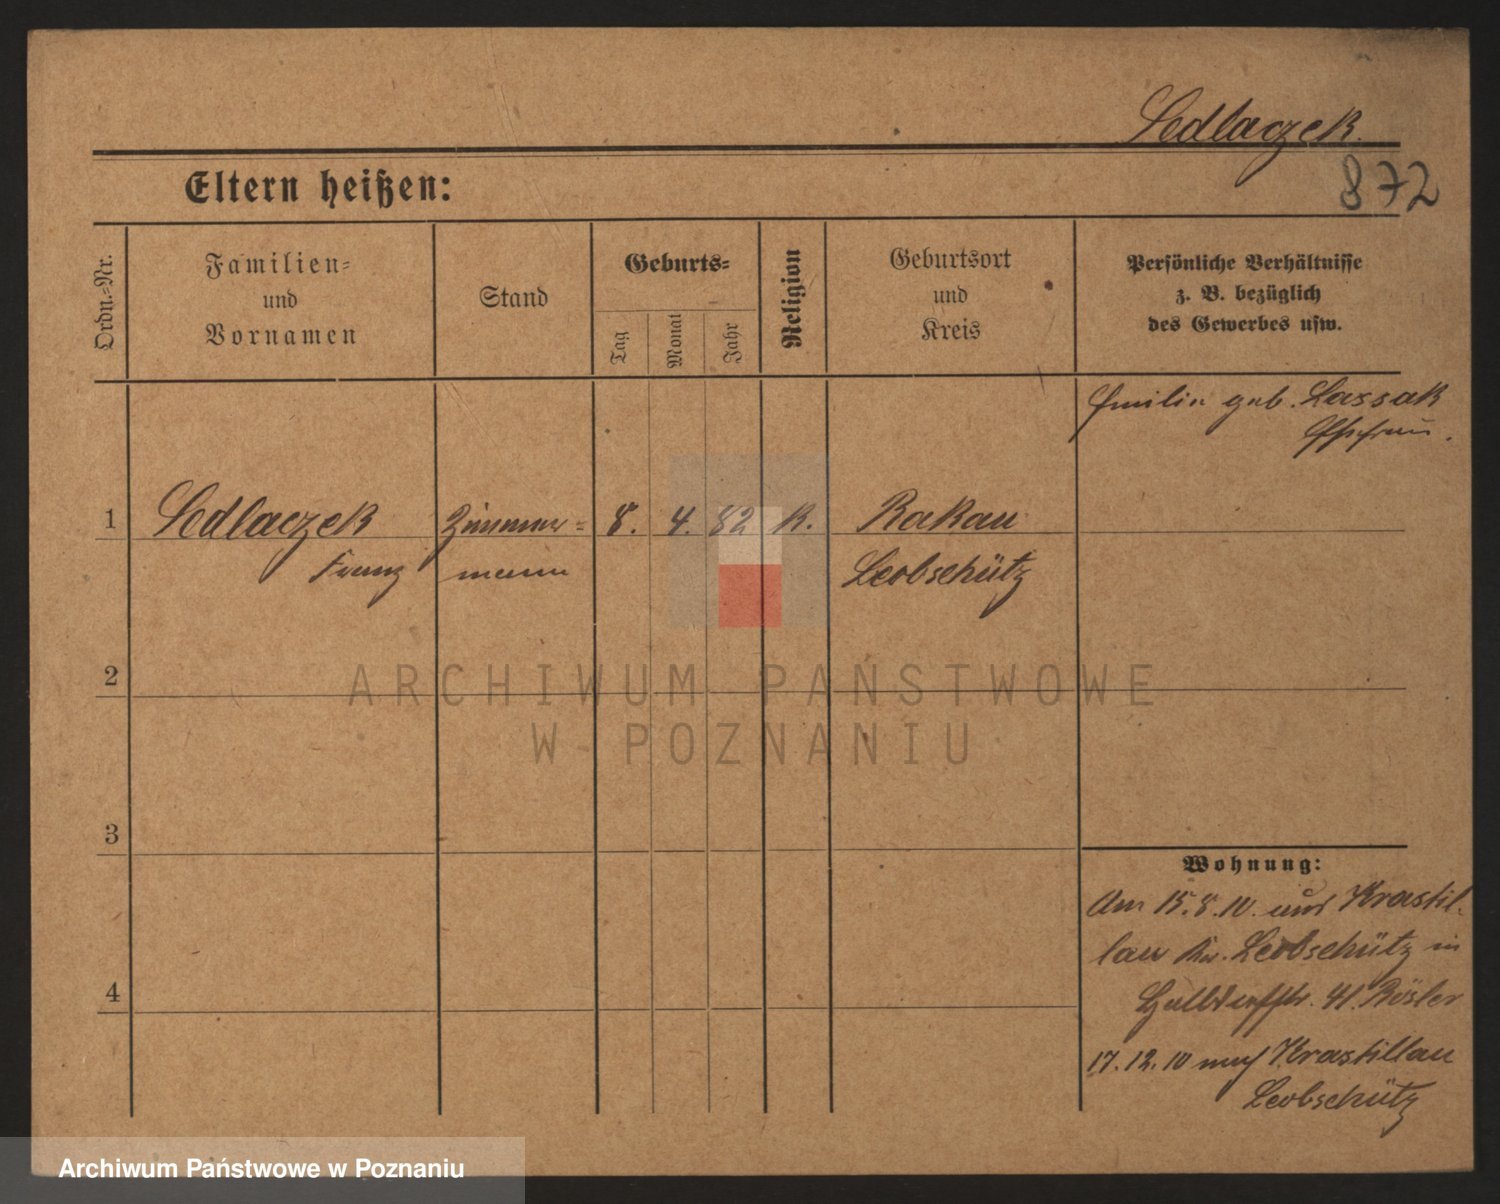 Sedlaczek.
872
Eltern heißen:
Ordn.-Nr.
Familien-
und
Vornamen
Stand
Geburts-
Tag
Monat
Jahr
Religion
Geburtsort
und
Kreis
Persönliche Verhältnisse
z. B. bezüglich
des Gewerbes usw.
Emilie geb. Lassak
Ehefrau.
1
Sedlaczek
Franz
Zimmer=
mann
8.
4.
82
K.
Rakau
Leobschütz
2
3
4
Wohnung:
Am 15.8.10. aus Krastil-
lau Kr. Leobschütz in
41. Rösler
17.12.10 nach Krastillau
Leobschütz
ARCHIWUM PAŃSTWOWE
W POZNANIU
Archiwum Państwowe w Poznaniu